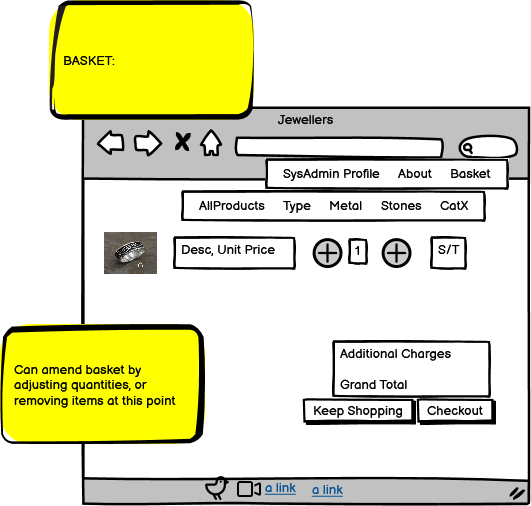 BASKET:
Jewellers
SysAdmin Profile About Basket
AllProducts Type Metal Stones CatX
Desc, Unit Price 1 S/T
Can amend basket by
adjusting quantities, or
removing items at this point
Additional Charges
Grand Total
Keep Shopping Checkout
a link a link